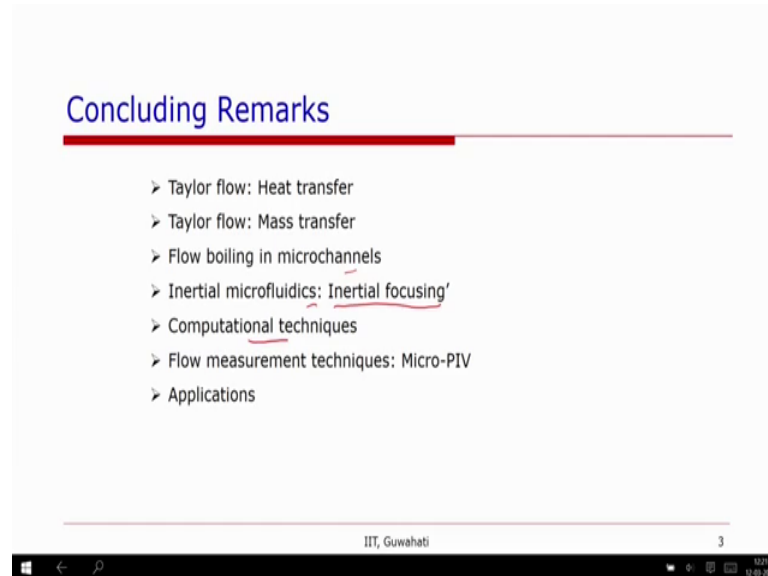 Concluding Remarks
➢ Taylor flow: Heat transfer
➢ Taylor flow: Mass transfer
➢ Flow boiling in microchannels
➢ Inertial microfluidics: Inertial focusing’
➢ Computational techniques
➢ Flow measurement techniques: Micro-PIV
➢ Applications
IIT, Guwahati 3